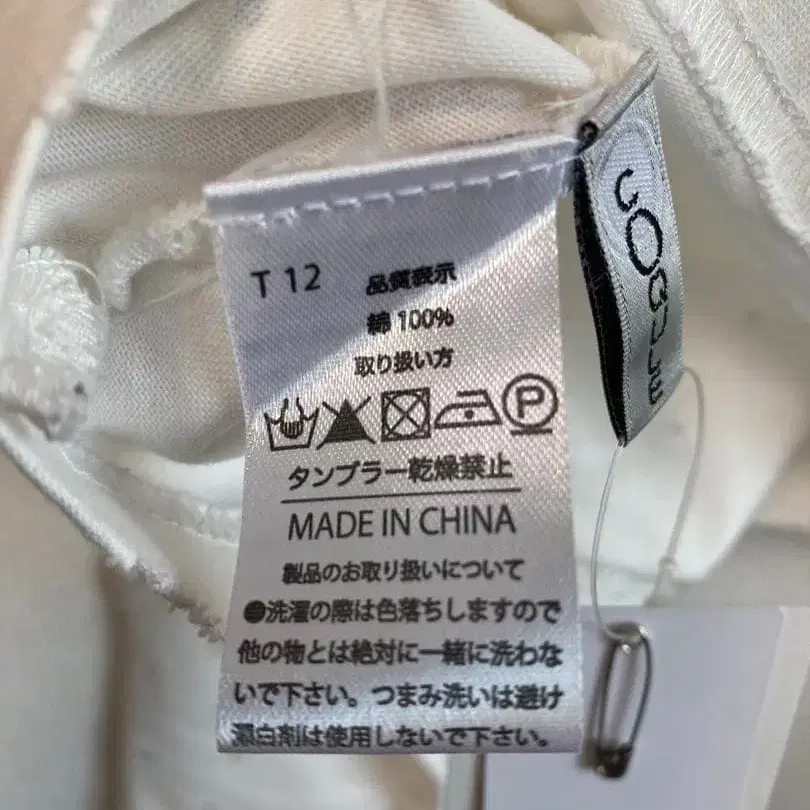 T 12
品質表示
綿 100%
取り扱い方
P
タンブラー乾燥禁止
MADE IN CHINA
製品のお取り扱いについて
●洗濯の際は色落ちしますので
他の物とは絶対に一緒に洗わな
いで下さい。つまみ洗いは避け
漂白剤は使用しないで下さい。